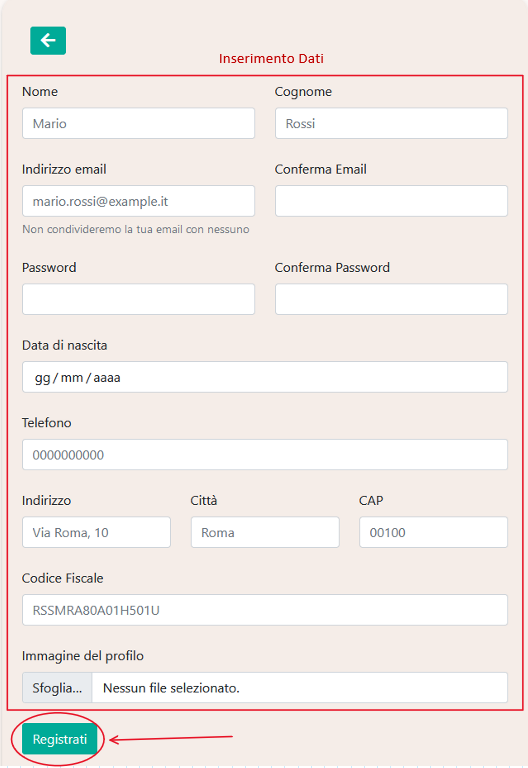 Inserimento Dati
Nome Cognome
Mario Rossi
Indirizzo email Conferma Email
mario.rossi@example.it
Non condivideremo la tua email con nessuno
Password Conferma Password
Data di nascita
gg / mm / aaaa
Telefono
0000000000
Indirizzo Città CAP
Via Roma, 10 Roma 00100
Codice Fiscale
RSSMRA80A01H501U
Immagine del profilo
Sfoglia... Nessun file selezionato.
Registrati